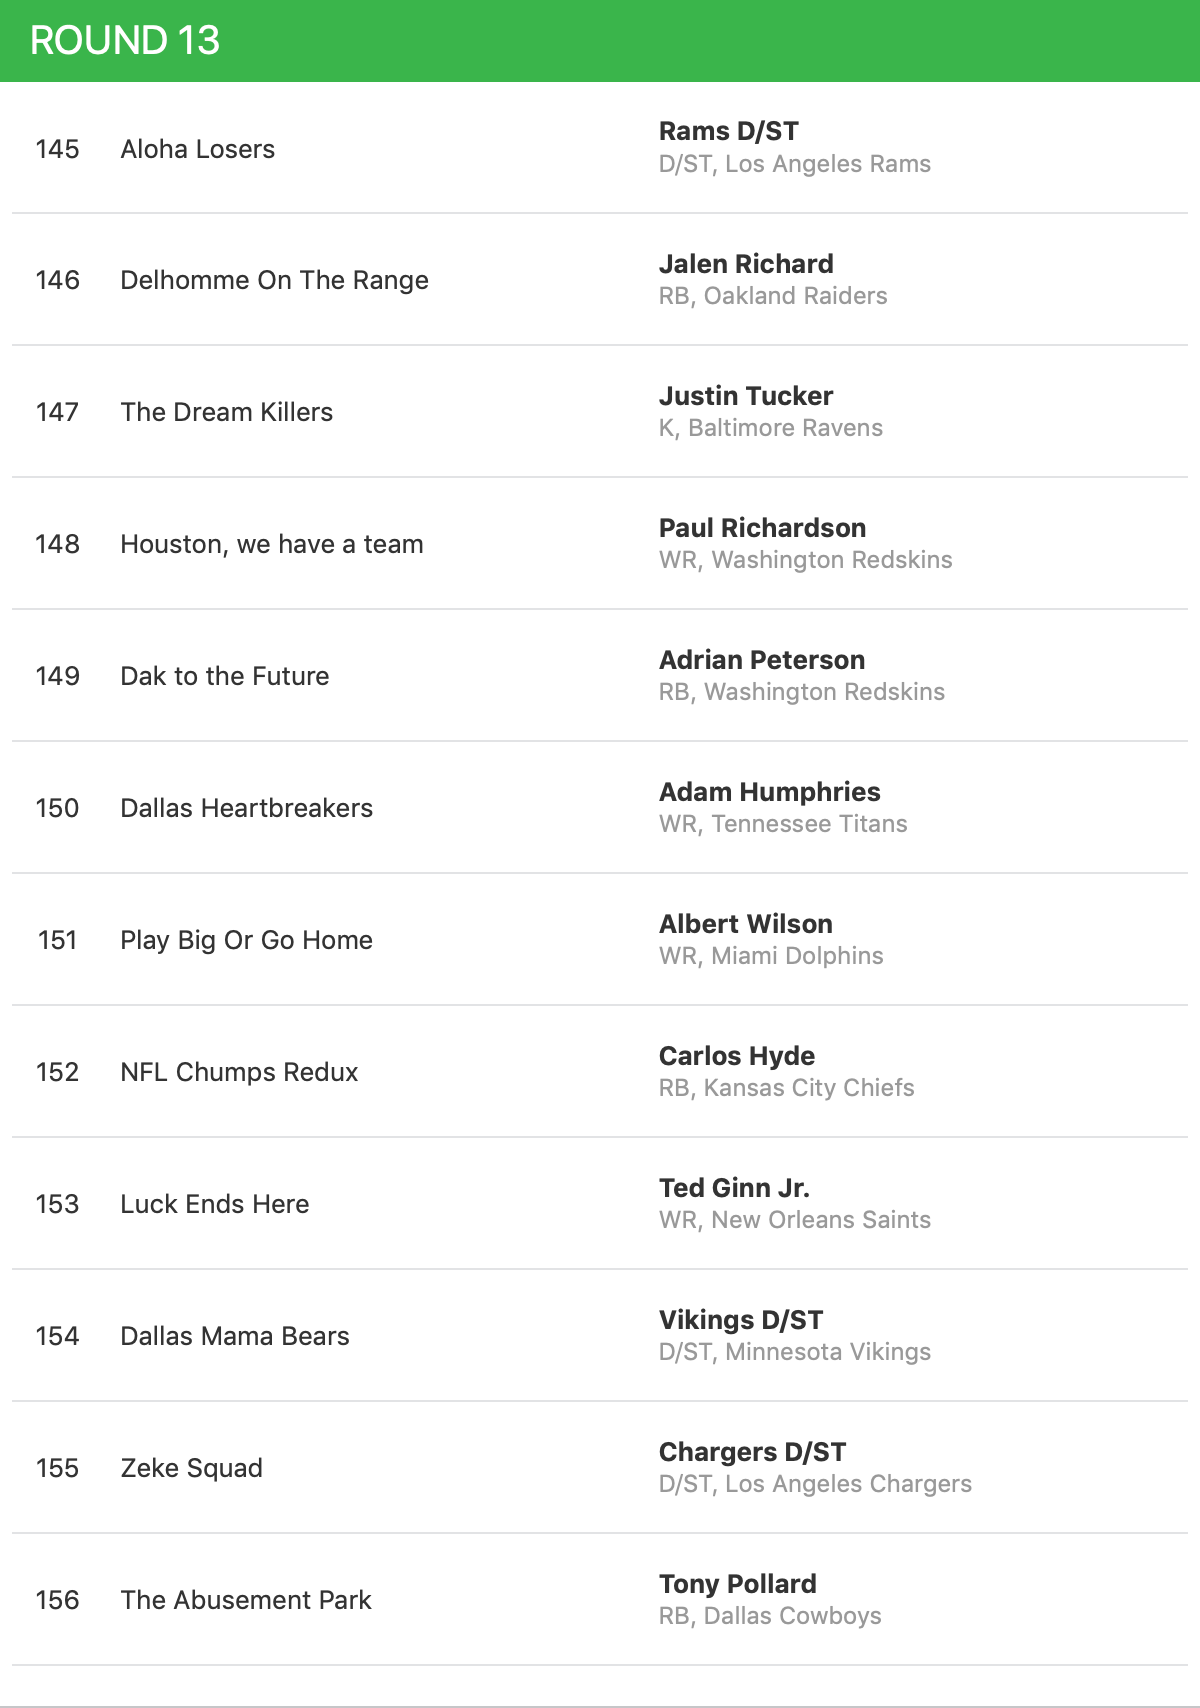 ROUND 13
145 Aloha Losers Rams D/ST
D/ST, Los Angeles Rams
146 Delhomme On The Range Jalen Richard
RB, Oakland Raiders
147 The Dream Killers Justin Tucker
K, Baltimore Ravens
148 Houston, we have a team Paul Richardson
WR, Washington Redskins
149 Dak to the Future Adrian Peterson
RB, Washington Redskins
150 Dallas Heartbreakers Adam Humphries
WR, Tennessee Titans
151 Play Big Or Go Home Albert Wilson
WR, Miami Dolphins
152 NFL Chumps Redux Carlos Hyde
RB, Kansas City Chiefs
153 Luck Ends Here Ted Ginn Jr.
WR, New Orleans Saints
154 Dallas Mama Bears Vikings D/ST
D/ST, Minnesota Vikings
155 Zeke Squad Chargers D/ST
D/ST, Los Angeles Chargers
156 The Abusement Park Tony Pollard
RB, Dallas Cowboys